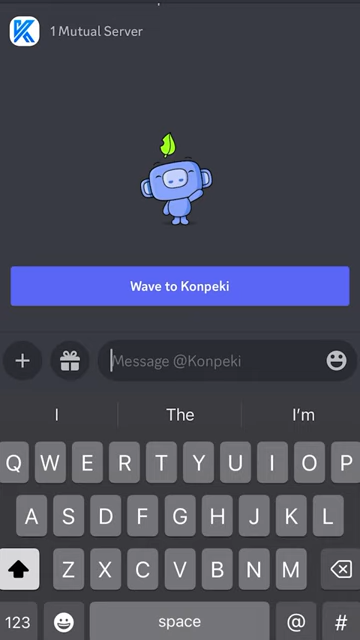 1 Mutual Server
Wave to Konpeki
Message @Konpeki
I The I'm
Q W E R T Y U I O P
A S D F G H J K L
Z X C V B N M
123 space @ #